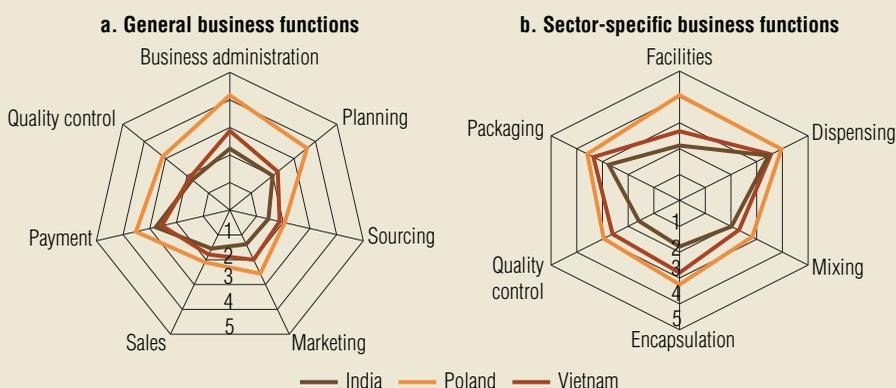 a. General business functions
Business administration
Quality control
Planning
Payment
Sourcing
Sales
Marketing
1
2
3
4
5
b. Sector-specific business functions
Facilities
Packaging
Dispensing
Quality
control
Mixing
Encapsulation
1
2
3
4
5
India
Poland
Vietnam